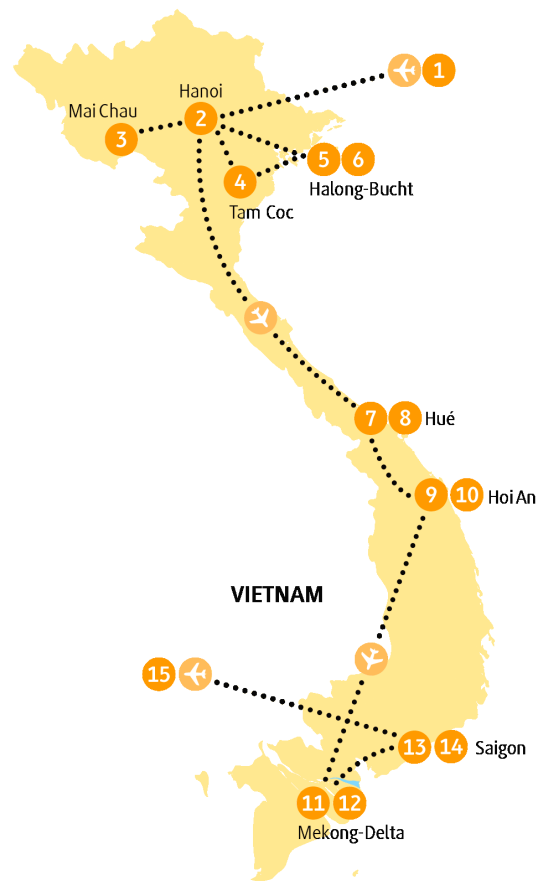 1
Hanoi
2
Mai Chau
3
5 6
Halong-Bucht
4
Tam Coc
7 8 Hué
9 10 Hoi An
VIETNAM
15
13 14 Saigon
11 12
Mekong-Delta